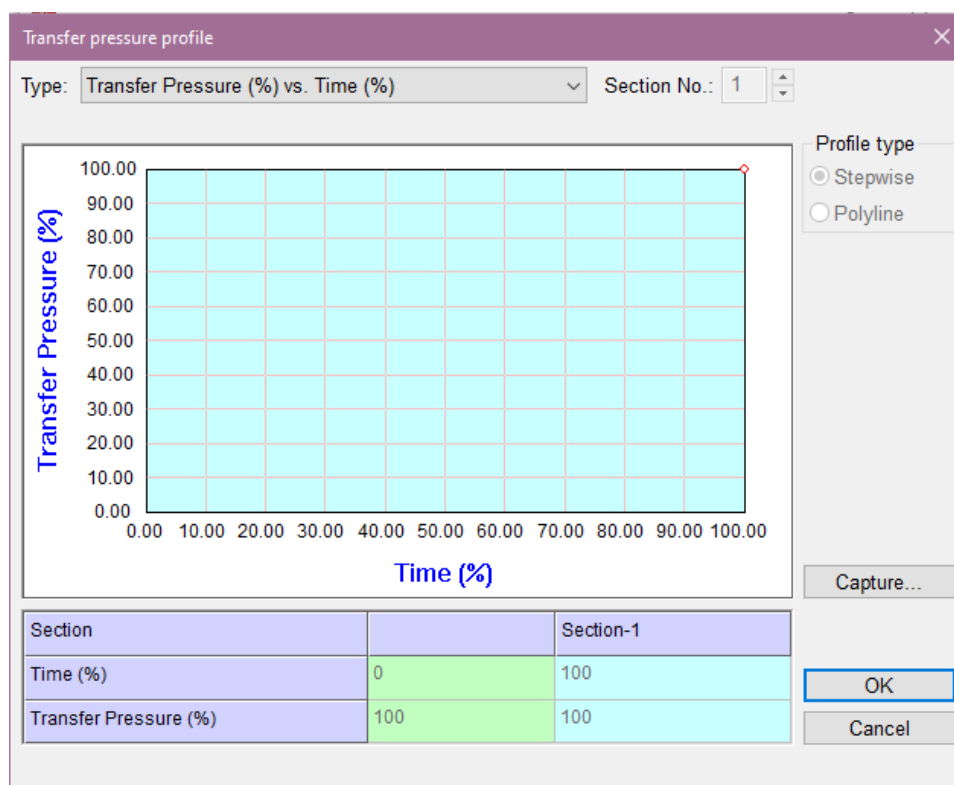 Transfer pressure profile
Type: Transfer Pressure (%) vs. Time (%) Section No.: 1
Profile type
Stepwise
Polyline
Transfer Pressure (%)
100.00
90.00
80.00
70.00
60.00
50.00
40.00
30.00
20.00
10.00
0.00
0.00 10.00 20.00 30.00 40.00 50.00 60.00 70.00 80.00 90.00 100.00
Time (%)
Capture...
Section Section-1
Time (%) 0 100
Transfer Pressure (%) 100 100
OK
Cancel